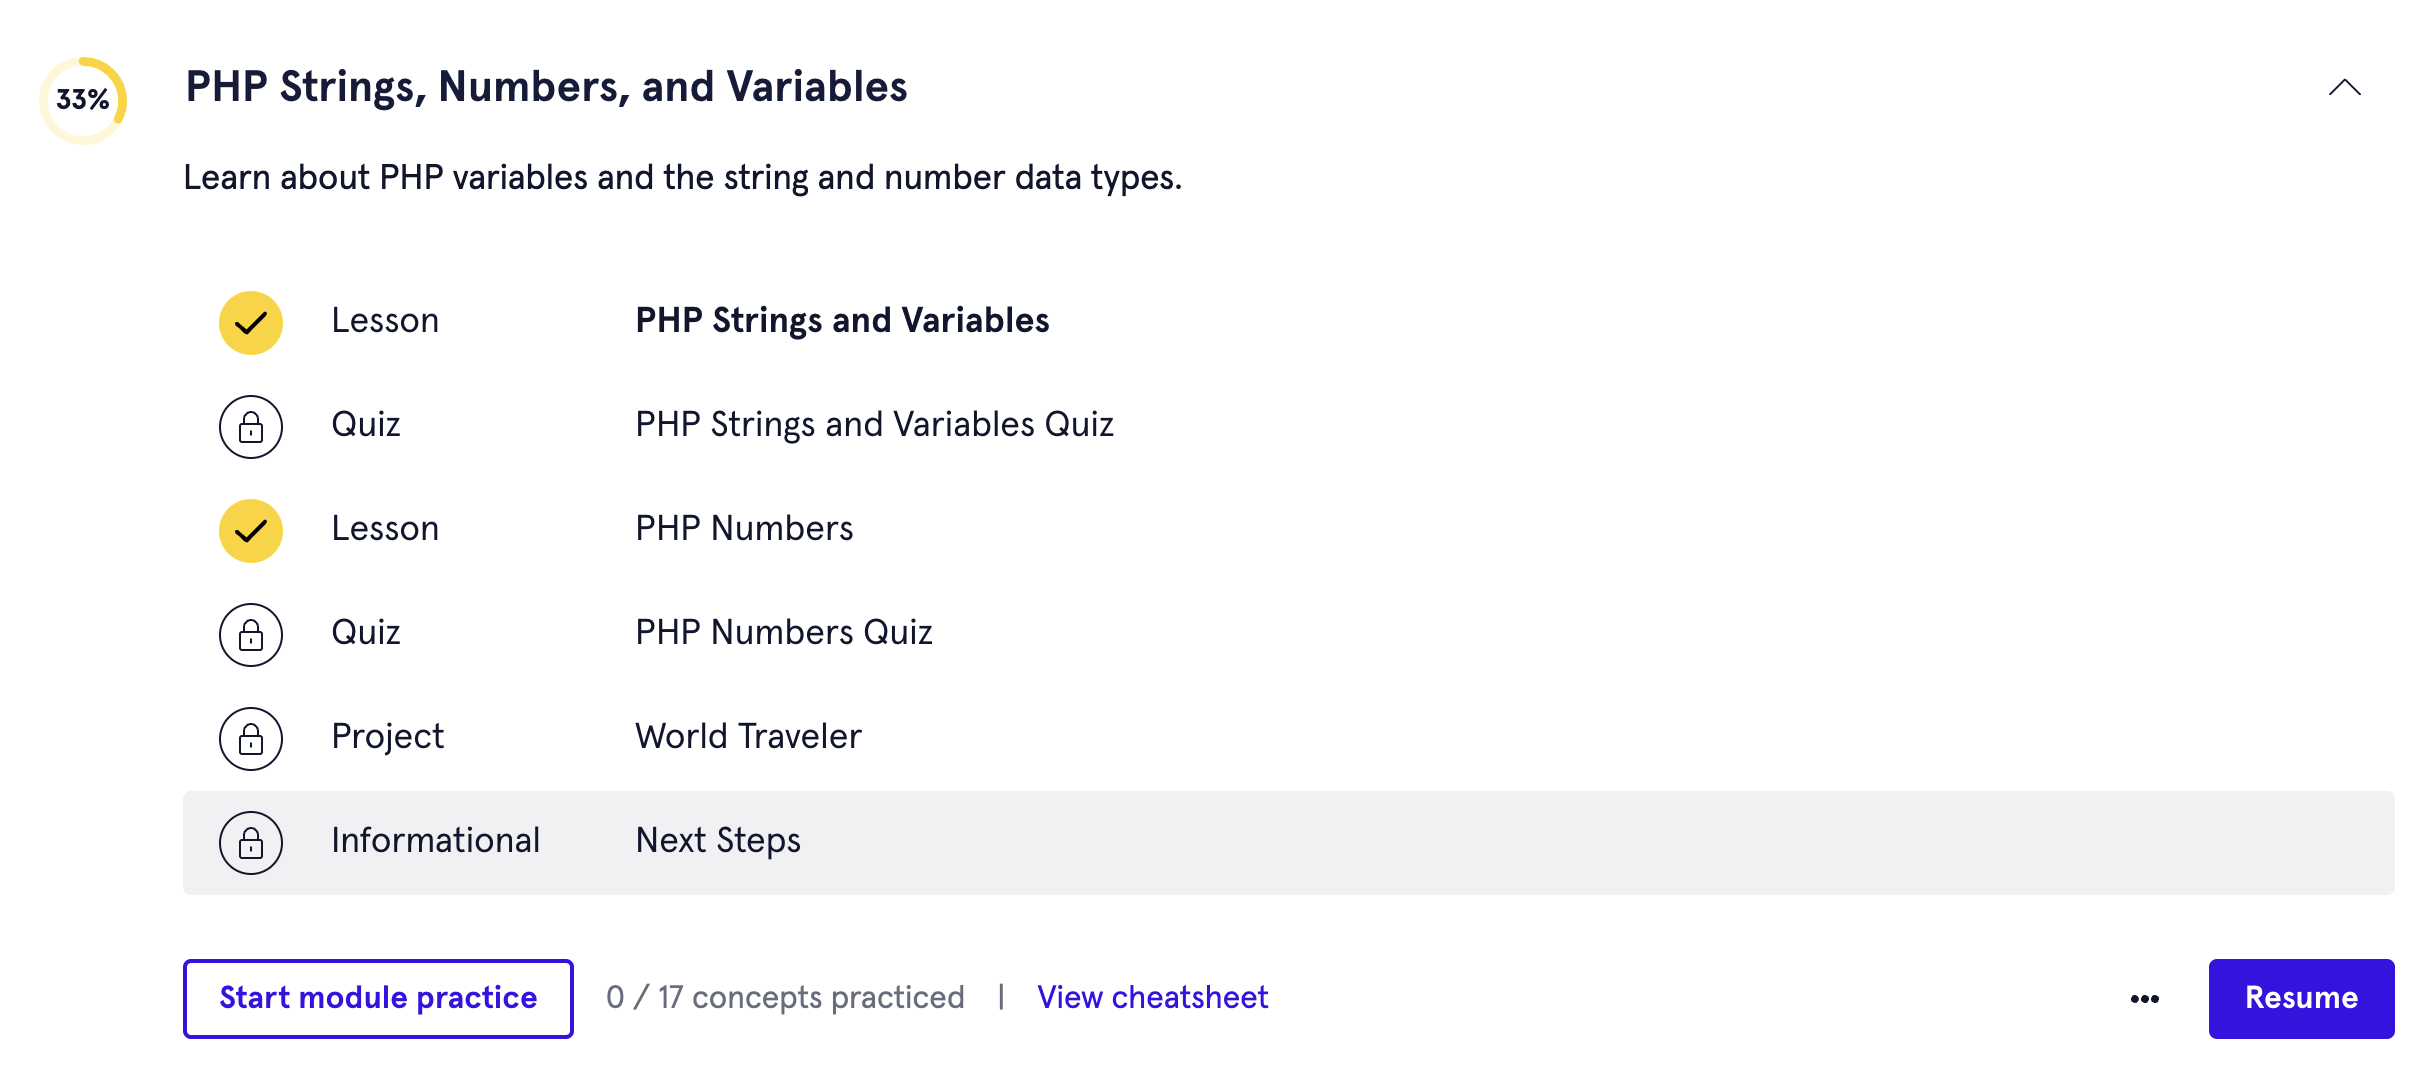 33%
PHP Strings, Numbers, and Variables
Learn about PHP variables and the string and number data types.
Lesson PHP Strings and Variables
Quiz PHP Strings and Variables Quiz
Lesson PHP Numbers
Quiz PHP Numbers Quiz
Project World Traveler
Informational Next Steps
Start module practice 0 / 17 concepts practiced | View cheatsheet ••• Resume